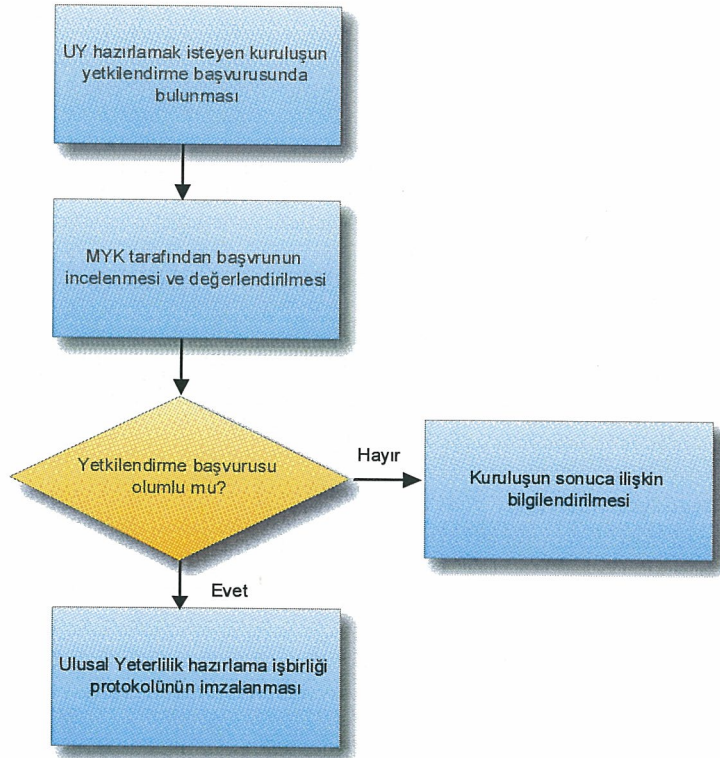 UY hazırlamak isteyen kuruluşun
yetkilendirme başvurusunda
bulunması
MYK tarafından başvrunun
incelenmesi ve değerlendirilmesi
Yetkilendirme başvurusu
olumlu mu?
Hayır
Kuruluşun sonuca ilişkin
bilgilendirilmesi
Evet
Ulusal Yeterlilik hazırlama işbirliği
protokolünün imzalanması